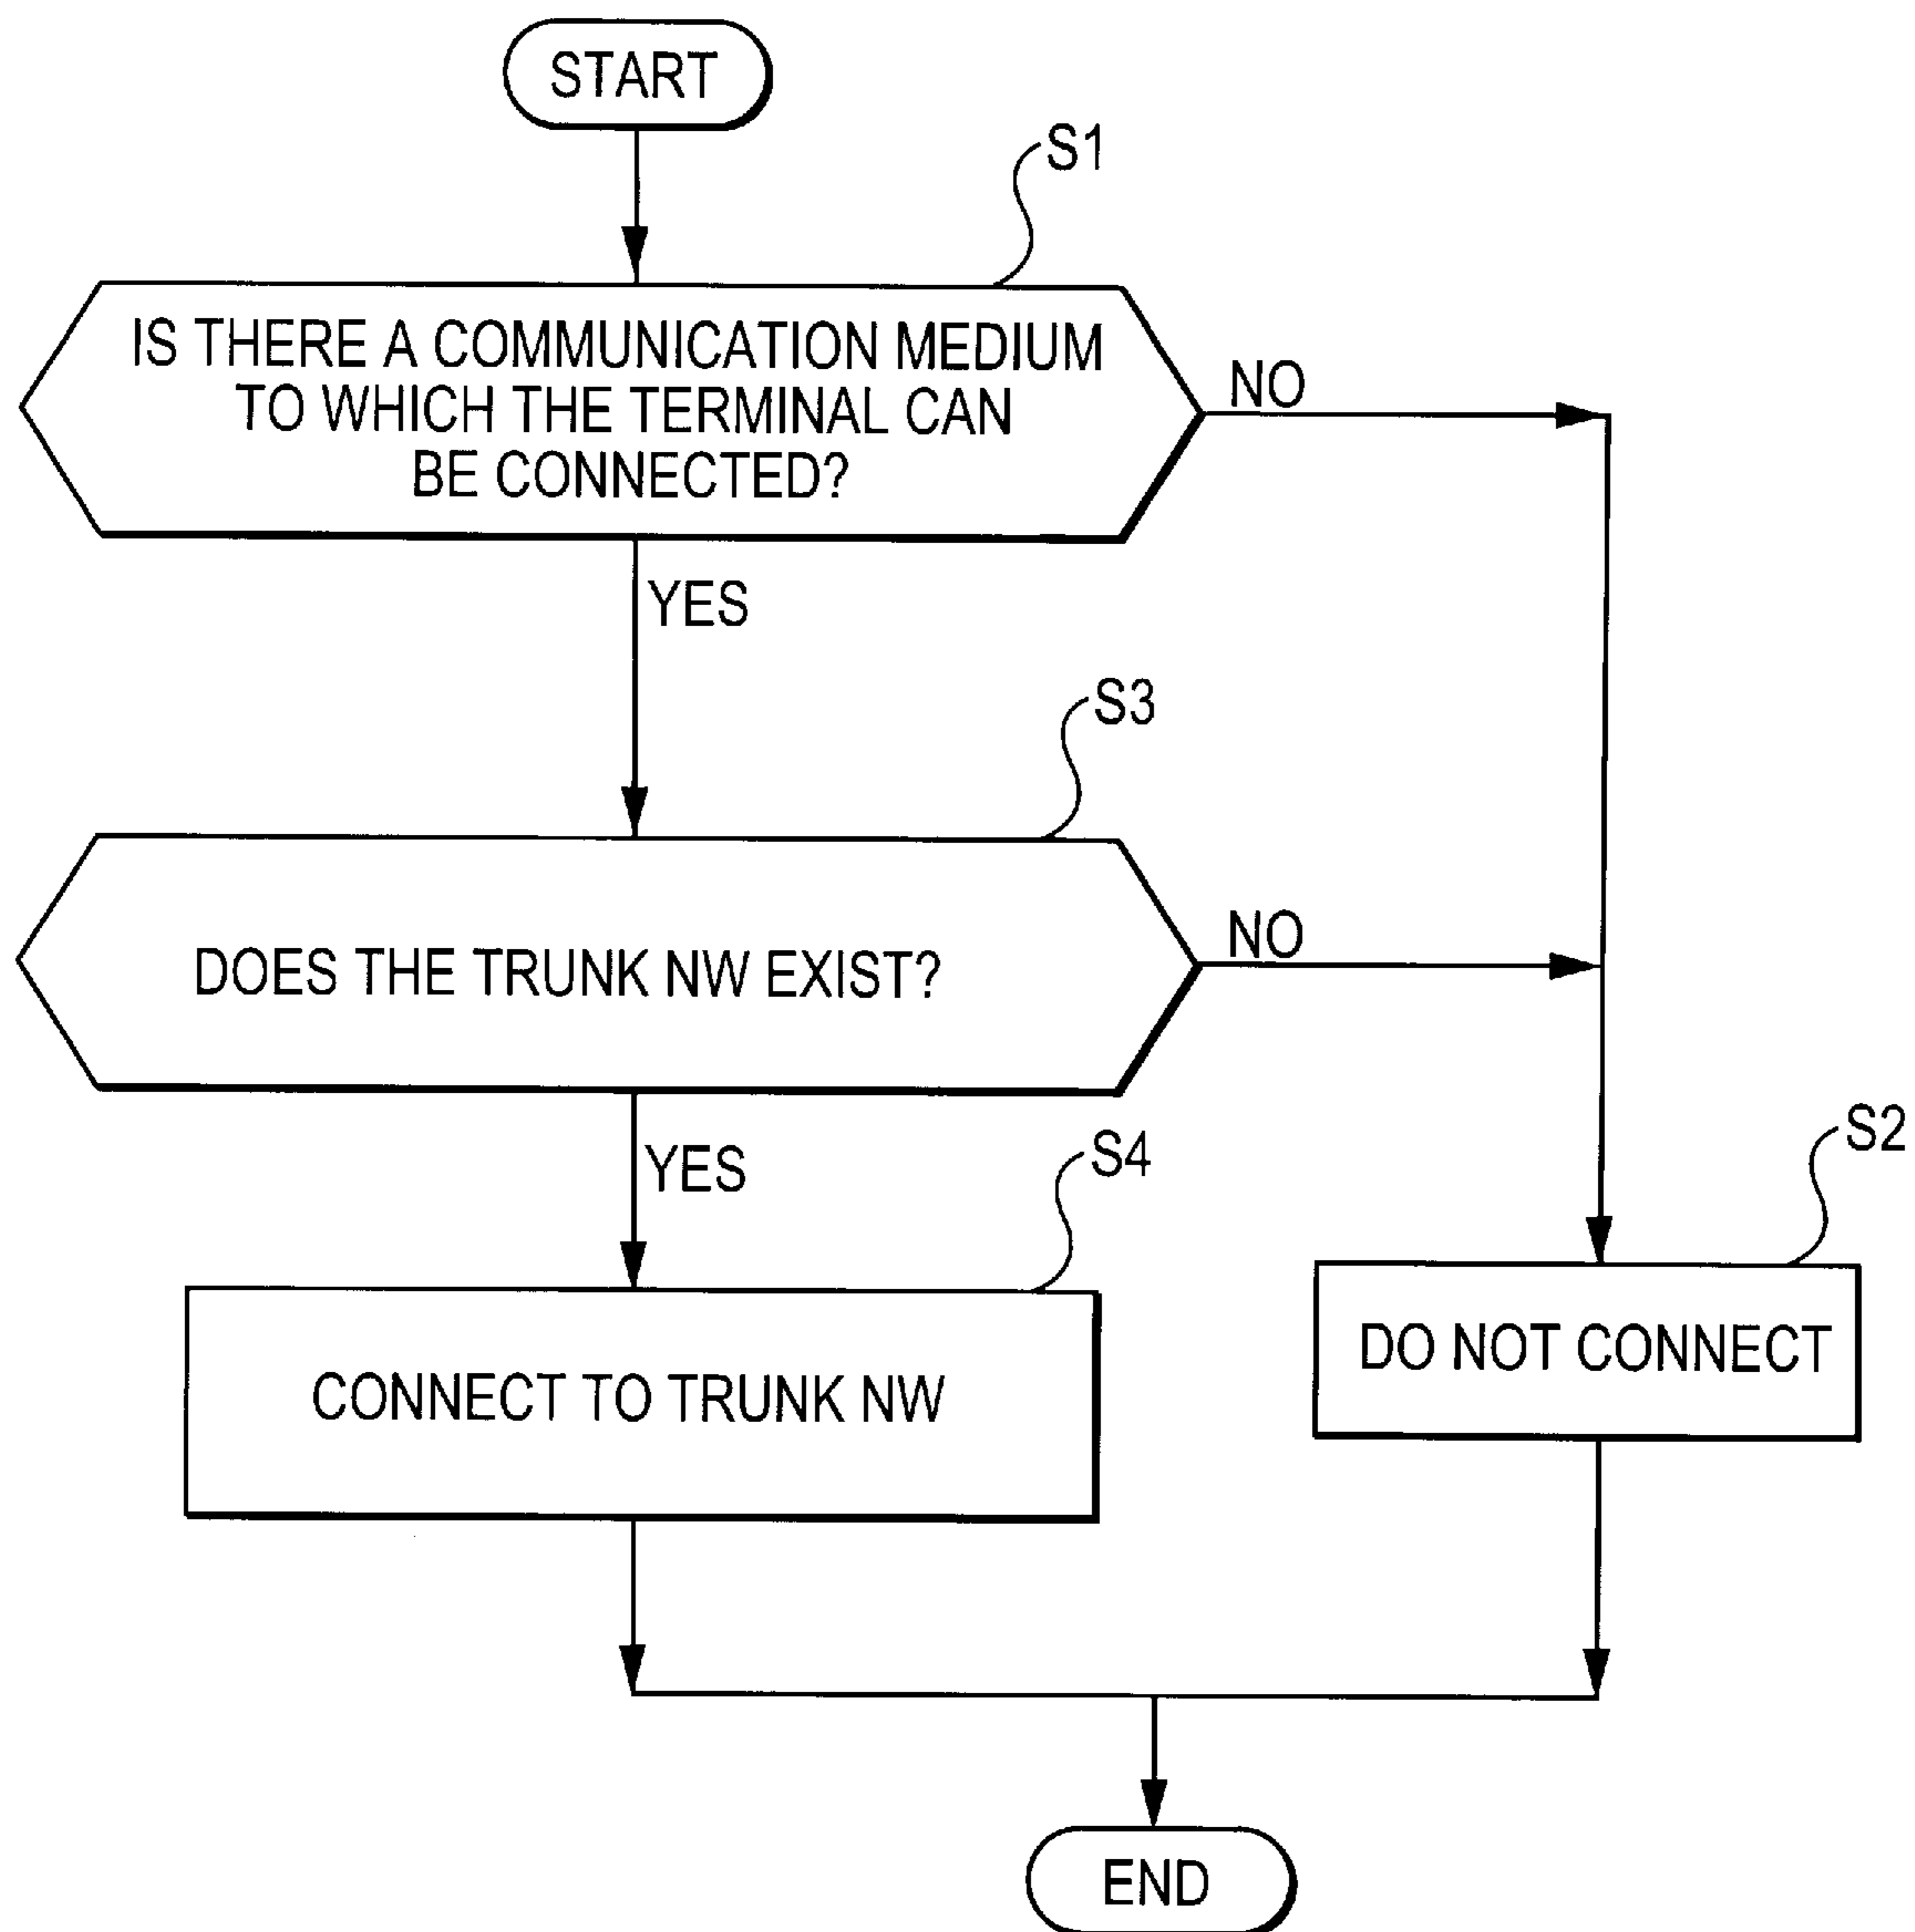 START
S1
IS THERE A COMMUNICATION MEDIUM
TO WHICH THE TERMINAL CAN
BE CONNECTED?
NO
YES
S3
DOES THE TRUNK NW EXIST?
NO
YES
S4
S2
CONNECT TO TRUNK NW
DO NOT CONNECT
END